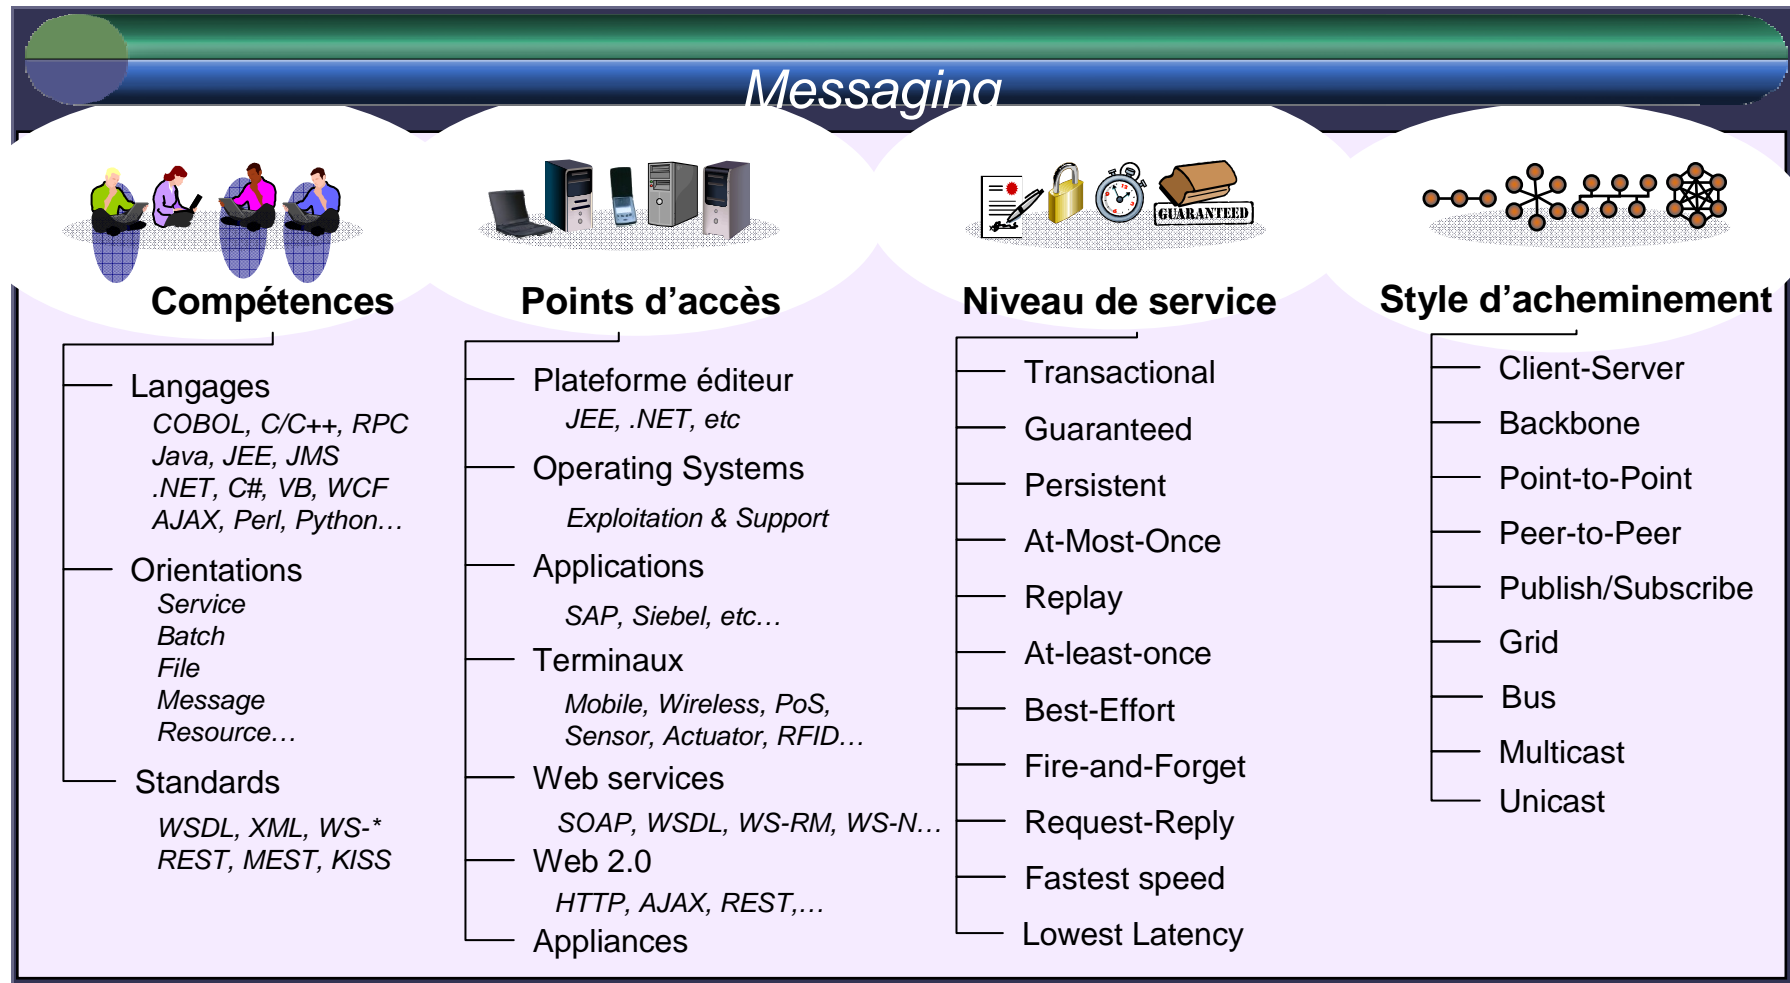 Messaging
GUARANTEED
Compétences
Langages
COBOL, C/C++, RPC
Java, JEE, JMS
.NET, C#, VB, WCF
AJAX, Perl, Python…
Orientations
Service
Batch
File
Message
Resource…
Standards
WSDL, XML, WS-*
REST, MEST, KISS
Points d’accès
Plateforme éditeur
JEE, .NET, etc
Operating Systems
Exploitation & Support
Applications
SAP, Siebel, etc…
Terminaux
Mobile, Wireless, PoS,
Sensor, Actuator, RFID…
Web services
SOAP, WSDL, WS-RM, WS-N…
Web 2.0
HTTP, AJAX, REST,…
Appliances
Niveau de service
Transactional
Guaranteed
Persistent
At-Most-Once
Replay
At-least-once
Best-Effort
Fire-and-Forget
Request-Reply
Fastest speed
Lowest Latency
Style d’acheminement
Client-Server
Backbone
Point-to-Point
Peer-to-Peer
Publish/Subscribe
Grid
Bus
Multicast
Unicast